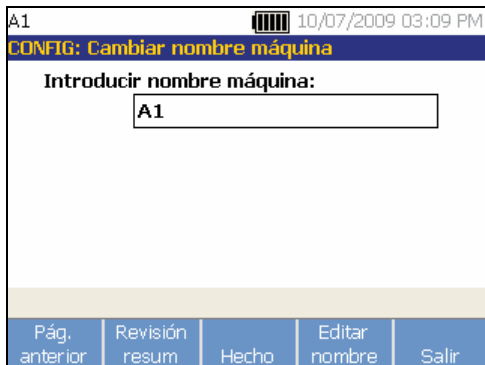 A1 10/07/2009 03:09 PM
CONFIG: Cambiar nombre máquina
Introducir nombre máquina:
A1
Pág. anterior
Revisión resum
Hecho
Editar nombre
Salir